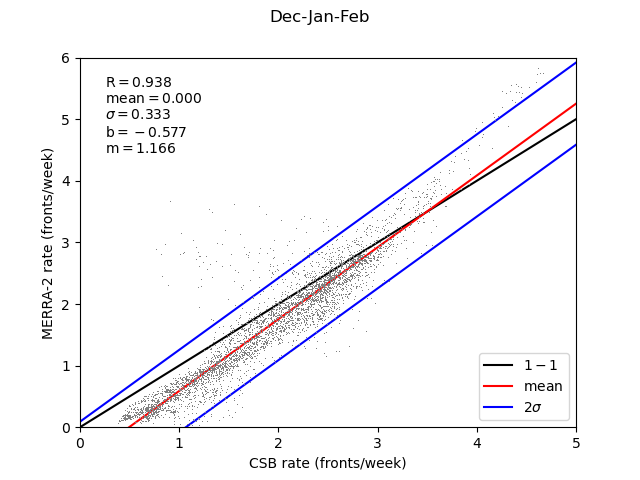 Dec-Jan-Feb
6
5
4
3
2
1
0
R = 0.938
mean = 0.000
σ = 0.333
b = −0.577
m = 1.166
MERRA-2 rate (fronts/week)
1 − 1
mean
2σ
0 1 2 3 4 5
CSB rate (fronts/week)